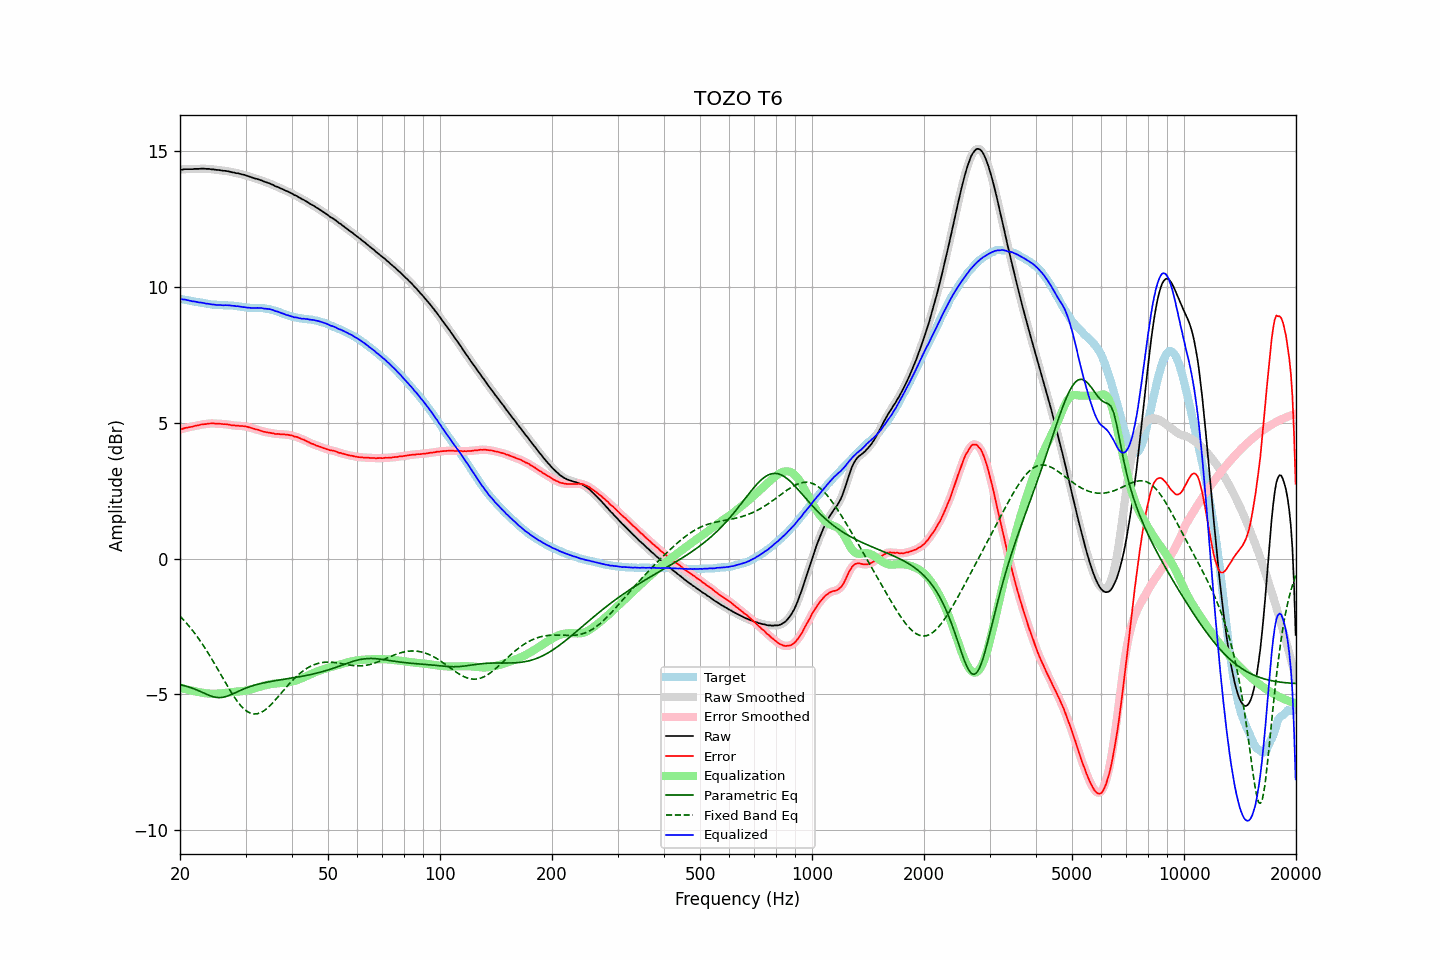 TOZO T6
Amplitude (dBr)
15
10
5
0
−5
−10
Target
Raw Smoothed
Error Smoothed
Raw
Error
Equalization
Parametric Eq
Fixed Band Eq
Equalized
20 50 100 200 500 1000 2000 5000 10000 20000
Frequency (Hz)